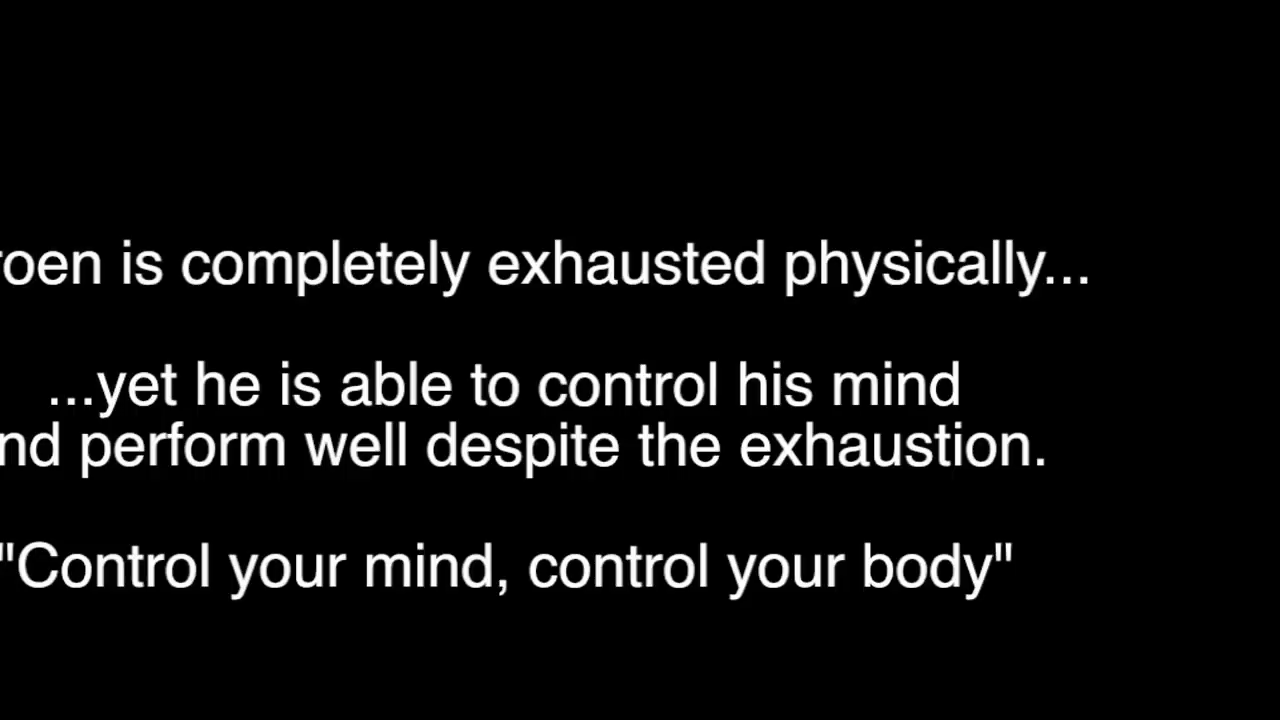 is completely exhausted physically...
...yet he is able to control his mind
perform well despite the exhaustion.
"Control your mind, control your body"